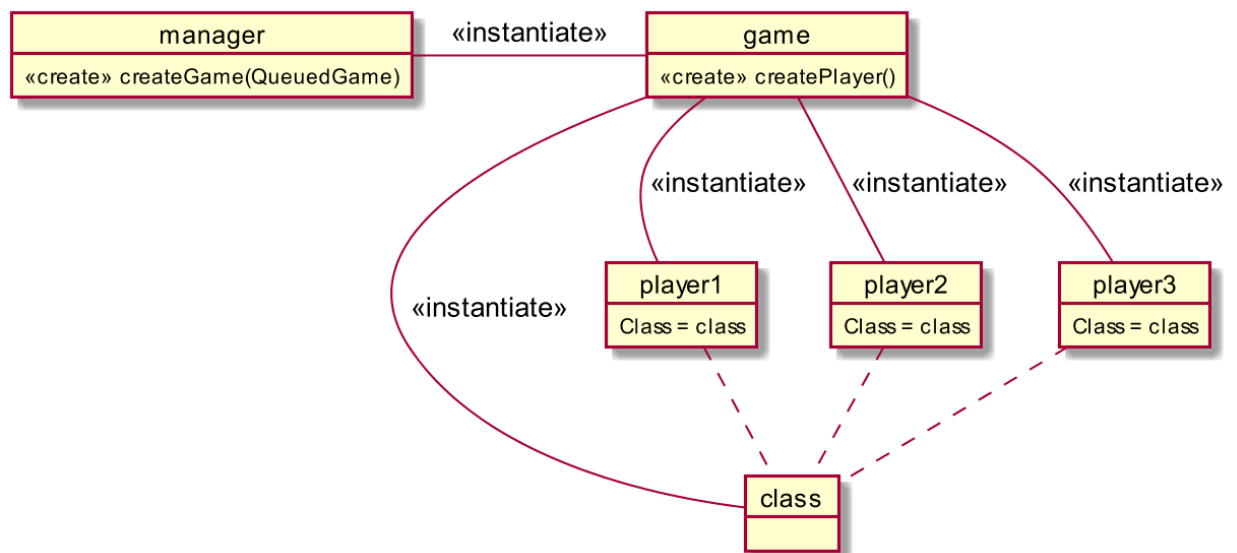 manager
«create» createGame(QueuedGame)
«instantiate»
game
«create» createPlayer()
«instantiate»
«instantiate»
«instantiate»
«instantiate»
player1
Class = class
player2
Class = class
player3
Class = class
class